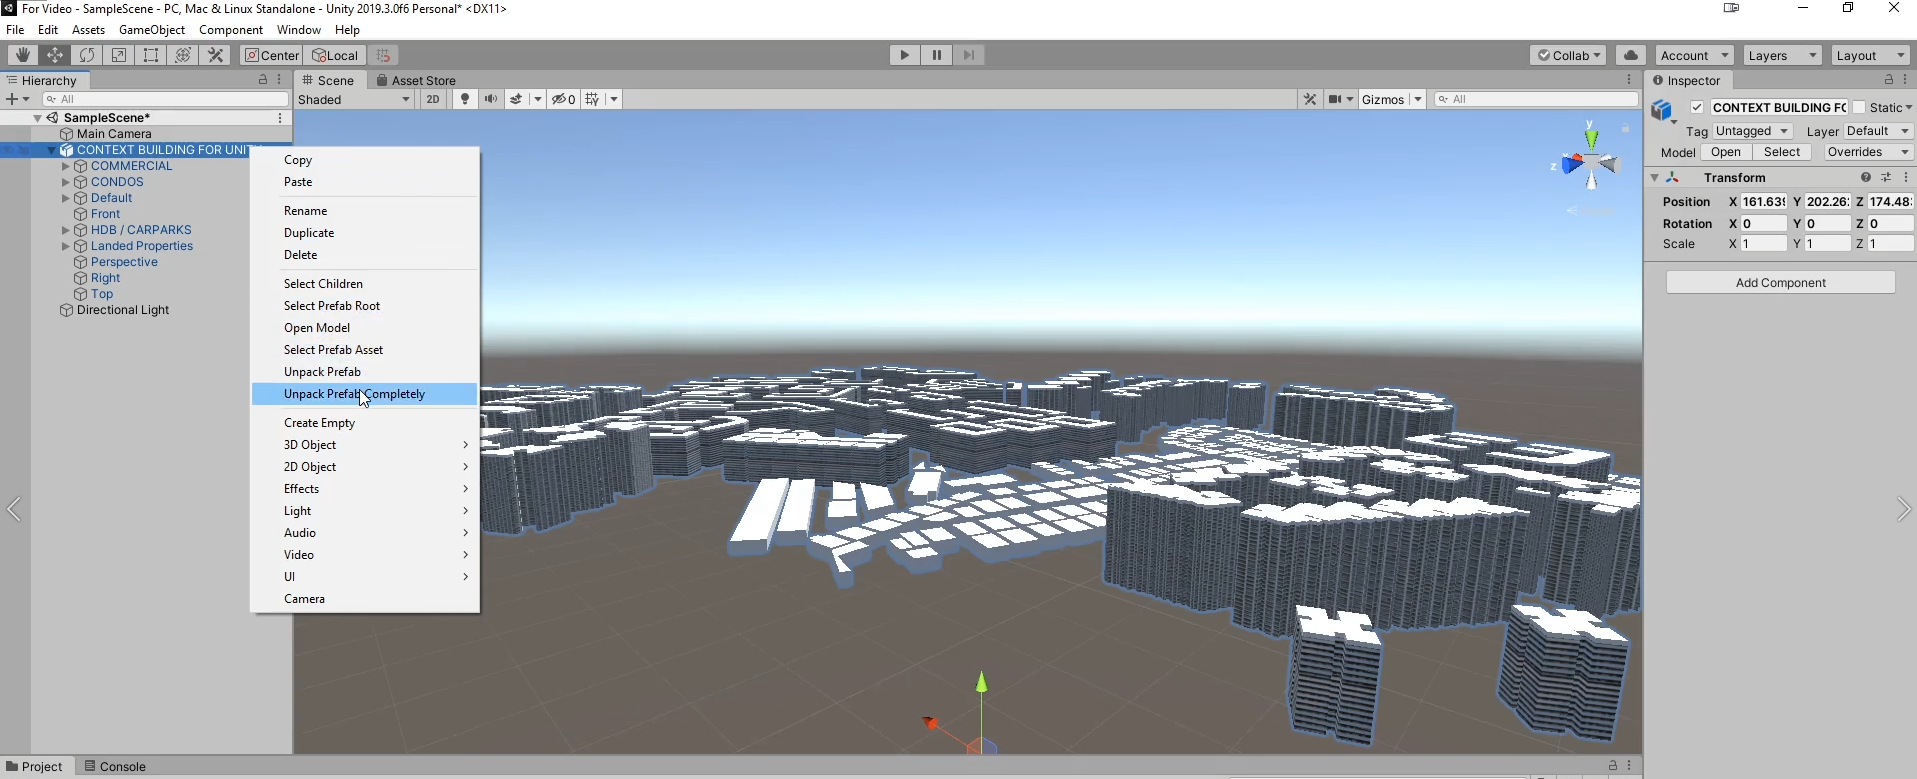 For Video - SampleScene - PC, Mac & Linux Standalone - Unity 2019.3.0f6 Personal* <DX11>
File Edit Assets GameObject Component Window Help
Center Local Collab Account Layers Layout
Hierarchy
All
SampleScene*
Main Camera
CONTEXT BUILDING FOR UNITY
COMMERCIAL
CONDOS
Default
Front
HDB / CARPARKS
Landed Properties
Perspective
Right
Top
Directional Light
Copy
Paste
Rename
Duplicate
Delete
Select Children
Select Prefab Root
Open Model
Select Prefab Asset
Unpack Prefab
Unpack Prefab Completely
Create Empty
3D Object
2D Object
Effects
Light
Audio
Video
UI
Camera
Scene Asset Store
Shaded 2D 0 Gizmos All
y
z
Inspector
CONTEXT BUILDING FC Static
Tag Untagged Layer Default
Model Open Select Overrides
Transform
Position X 161.639 Y 202.26 Z 174.48
Rotation X 0 Y 0 Z 0
Scale X 1 Y 1 Z 1
Add Component
Project Console